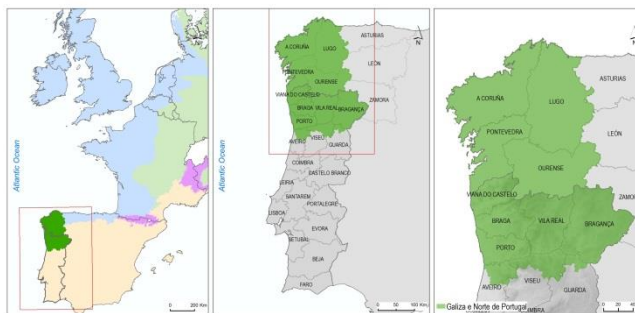 Atlantic Ocean
N
0 200 Km
Atlantic Ocean
N
A CORUÑA
LUGO
ASTURIAS
LEÓN
PONTEVEDRA
OURENSE
VIANA DO CASTELO
ZAMORA
BRAGA
VILA REAL
BRAGANÇA
PORTO
AVEIRO
VISEU
GUARDA
COIMBRA
CASTELO BRANCO
LEIRIA
SANTAREM
PORTALEGRE
LISBOA
EVORA
SETUBAL
BEJA
FARO
0 100 Km
N
A CORUÑA
LUGO
ASTURIAS
LEÓN
PONTEVEDRA
OURENSE
VIANA DO CASTELO
ZAMO
BRAGA
VILA REAL
BRAGANÇA
PORTO
AVEIRO
VISEU
GUARDA
Galiza e Norte de Portugal
IMBRA